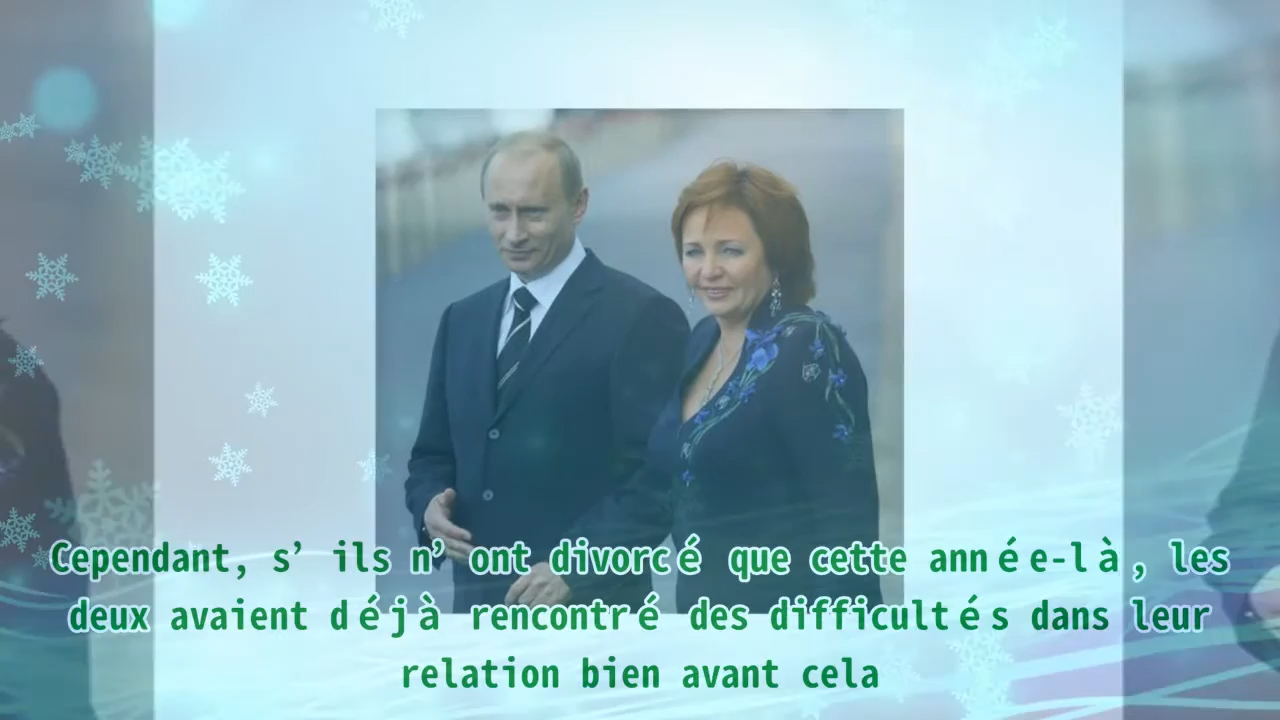 Cependant, s’ ils n’ ont divorcé que cette année-là, les
deux avaient déjà rencontré des difficultés dans leur
relation bien avant cela